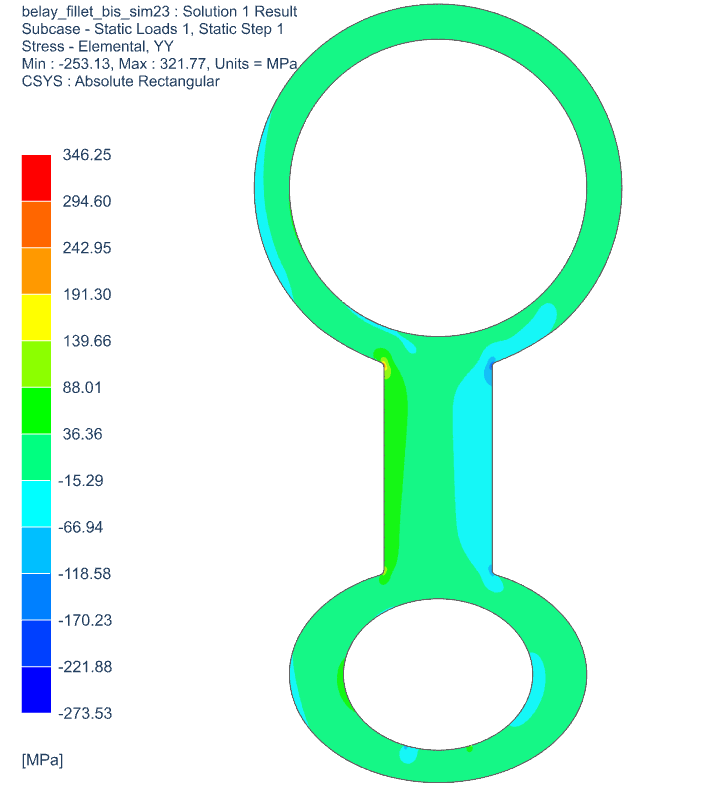 belay_fillet_bis_sim23 : Solution 1 Result
Subcase - Static Loads 1, Static Step 1
Stress - Elemental, YY
Min : -253.13, Max : 321.77, Units = MPa
CSYS : Absolute Rectangular
346.25
294.60
242.95
191.30
139.66
88.01
36.36
-15.29
-66.94
-118.58
-170.23
-221.88
-273.53
[MPa]